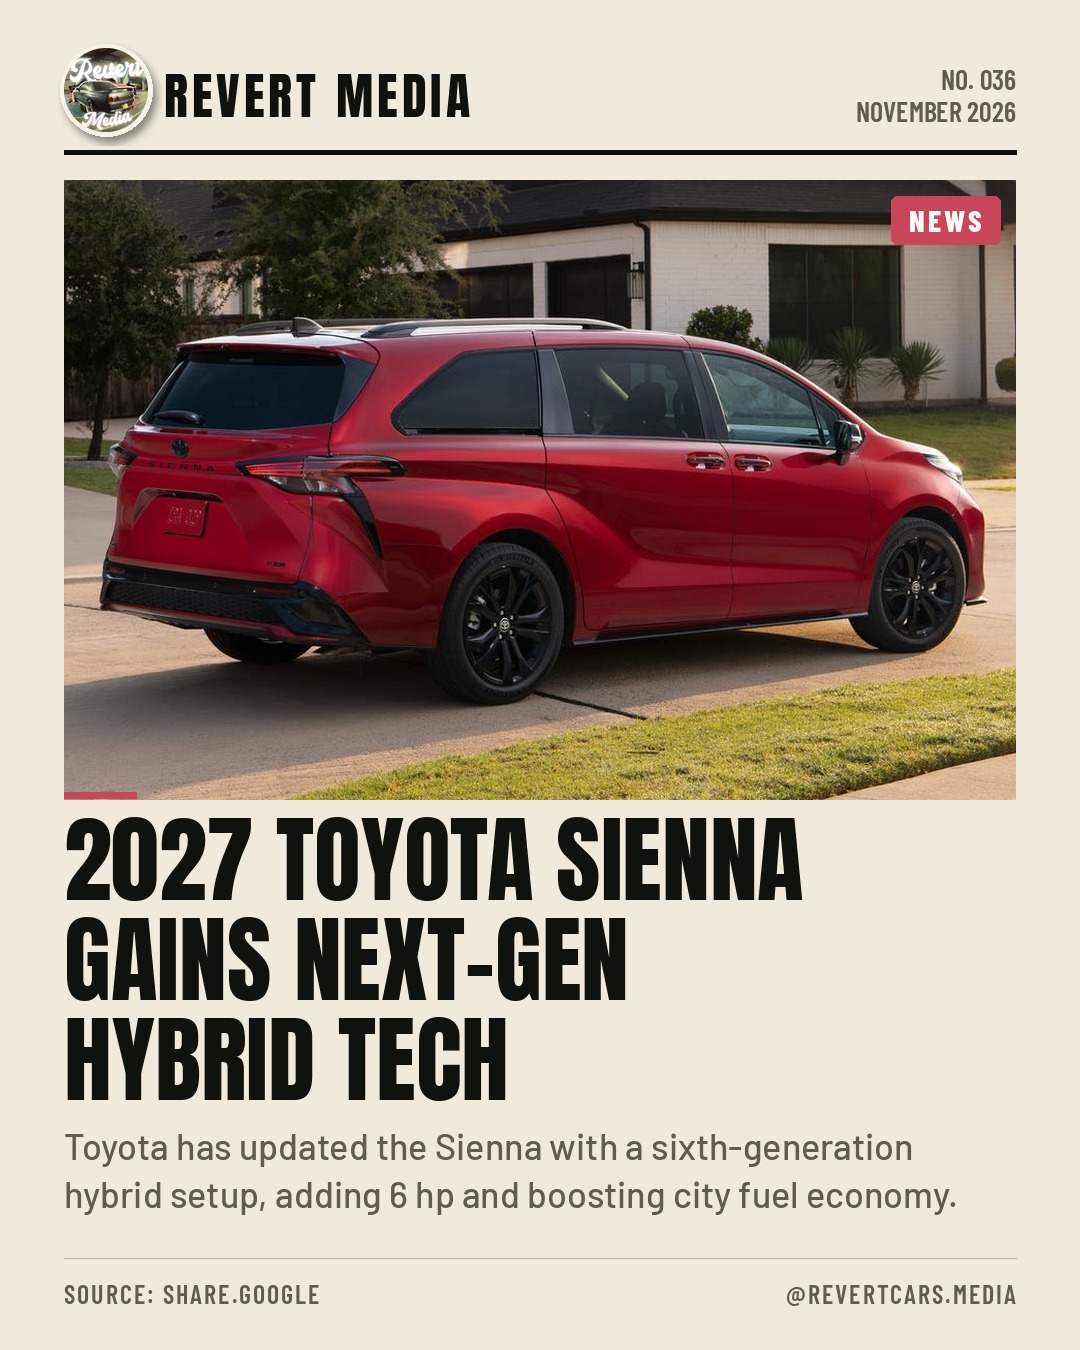 Revert
Media
REVERT MEDIA
NO. 036
NOVEMBER 2026
NEWS
SIENNA
2027 TOYOTA SIENNA
GAINS NEXT-GEN
HYBRID TECH
Toyota has updated the Sienna with a sixth-generation
hybrid setup, adding 6 hp and boosting city fuel economy.
SOURCE: SHARE.GOOGLE
@REVERTCARS.MEDIA